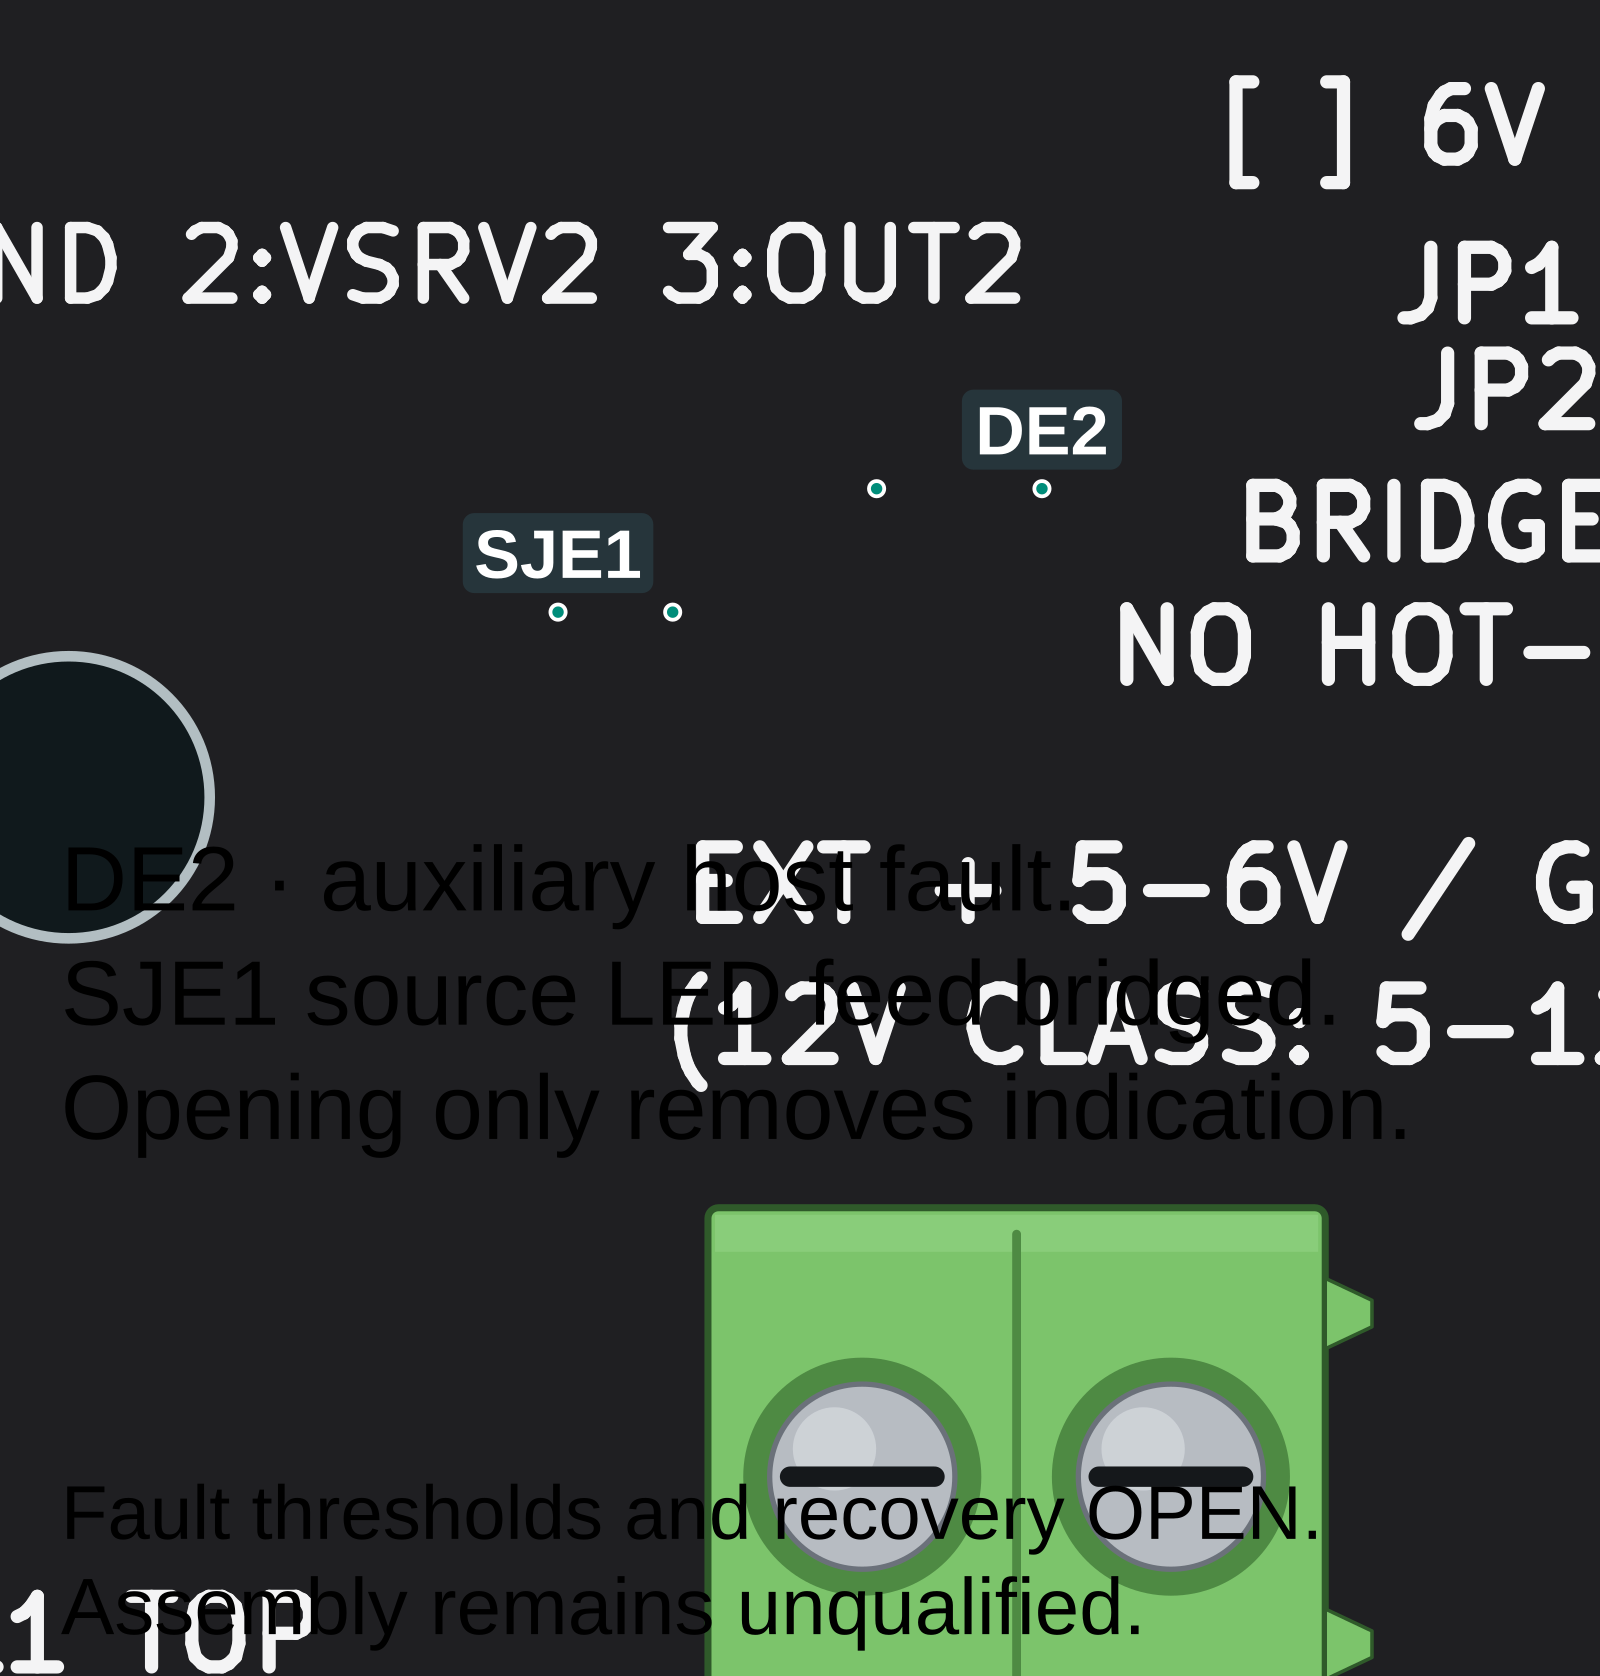 [ ] 6V
ND 2:VSRV2 3:OUT2
JP1
JP2
DE2
BRIDGE
SJE1
NO HOT-
DE2 · auxiliary host fault.
EXT + 5-6V / G
SJE1 source LED feed bridged.
(12V CLASS: 5-1
Opening only removes indication.
Fault thresholds and recovery OPEN.
Assembly remains unqualified.
1 TOP